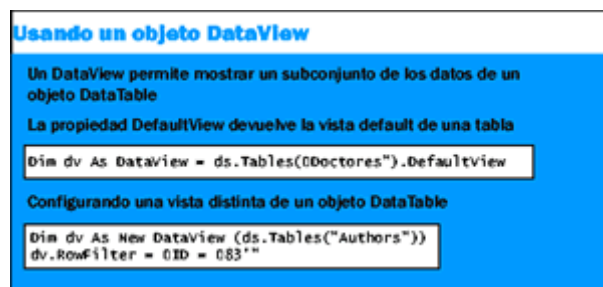 Usando un objeto DataView
Un DataView permite mostrar un subconjunto de los datos de un
objeto DataTable
La propiedad DefaultView devuelve la vista default de una tabla
Dim dv As DataView = ds.Tables(0Doctores").DefaultView
Configurando una vista distinta de un objeto DataTable
Dim dv As New DataView (ds.Tables("Authors"))
dv.RowFilter = 0ID = 083'"